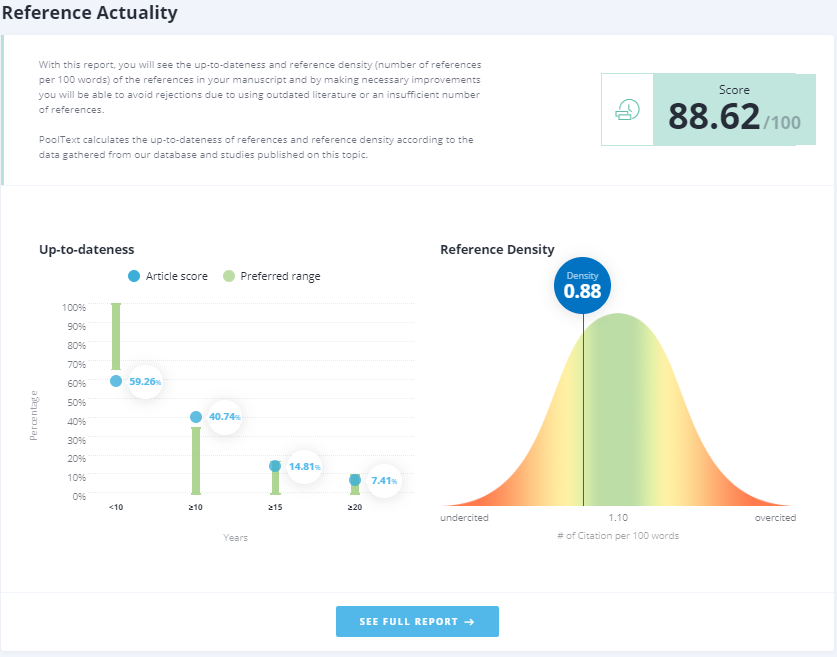 Reference Actuality
With this report, you will see the up-to-dateness and reference density (number of references
per 100 words) of the references in your manuscript and by making necessary improvements
you will be able to avoid rejections due to using outdated literature or an insufficient number
of references.
PoolText calculates the up-to-dateness of references and reference density according to the
data gathered from our database and studies published on this topic.
Score
88.62/100
Up-to-dateness
Article score
Preferred range
100%
90%
80%
70%
60%
50%
40%
30%
20%
10%
0%
Percentage
59.26%
40.74%
14.81%
7.41%
<10
≥10
≥15
≥20
Years
Reference Density
Density
0.88
undercited
1.10
overcited
# of Citation per 100 words
SEE FULL REPORT →